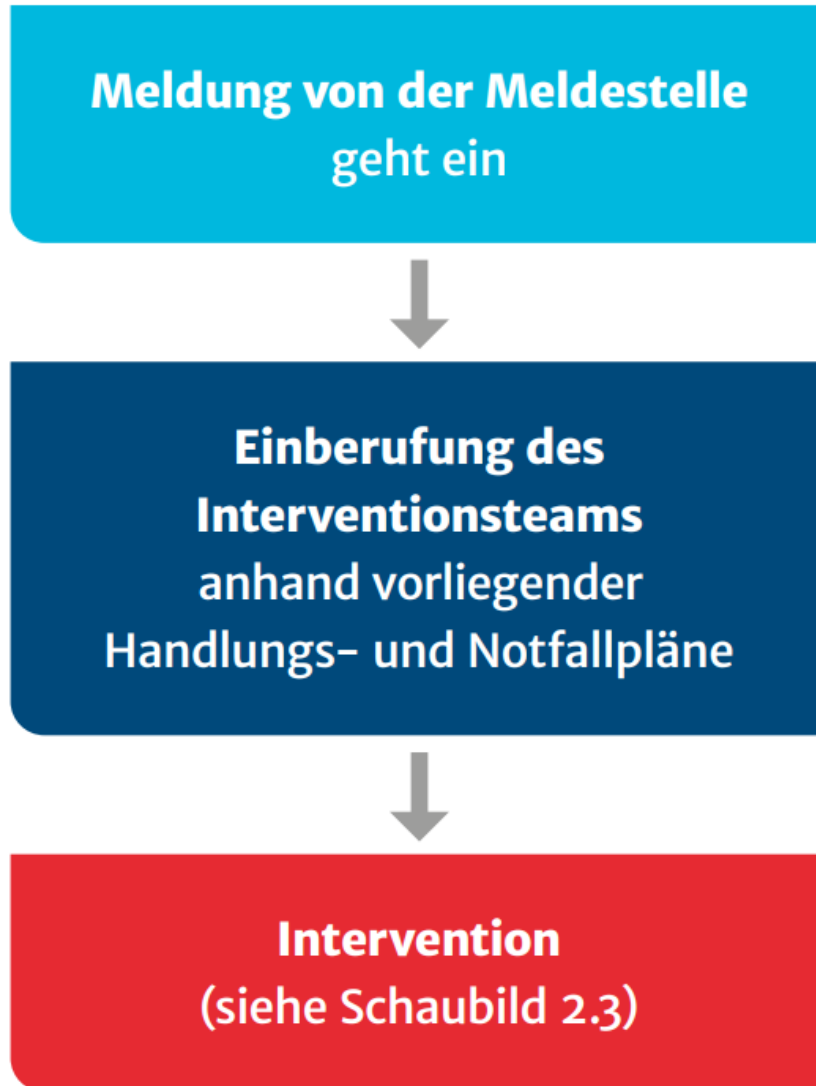 Meldung von der Meldestelle
geht ein
Einberufung des
Interventionsteams
anhand vorliegender
Handlungs- und Notfallpläne
Intervention
(siehe Schaubild 2.3)